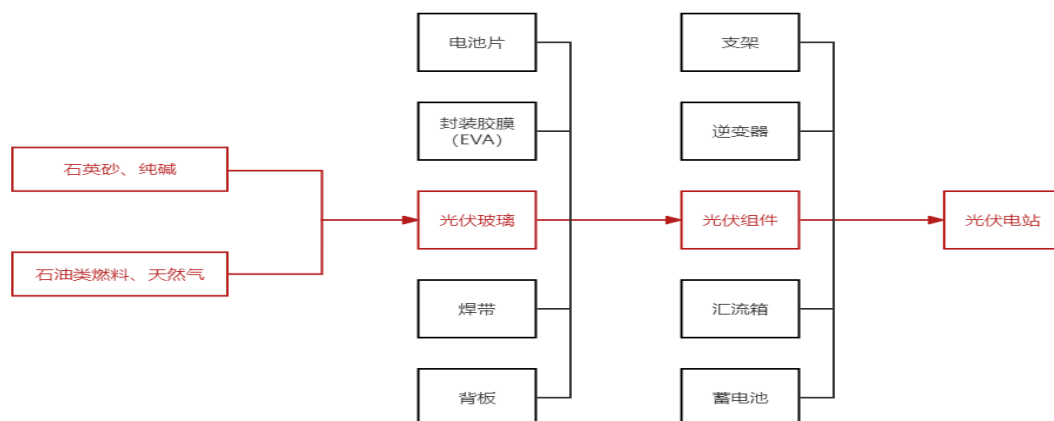 石英砂、纯碱
石油类燃料、天然气
电池片
封装胶膜
(EVA)
光伏玻璃
焊带
背板
支架
逆变器
光伏组件
汇流箱
蓄电池
光伏电站